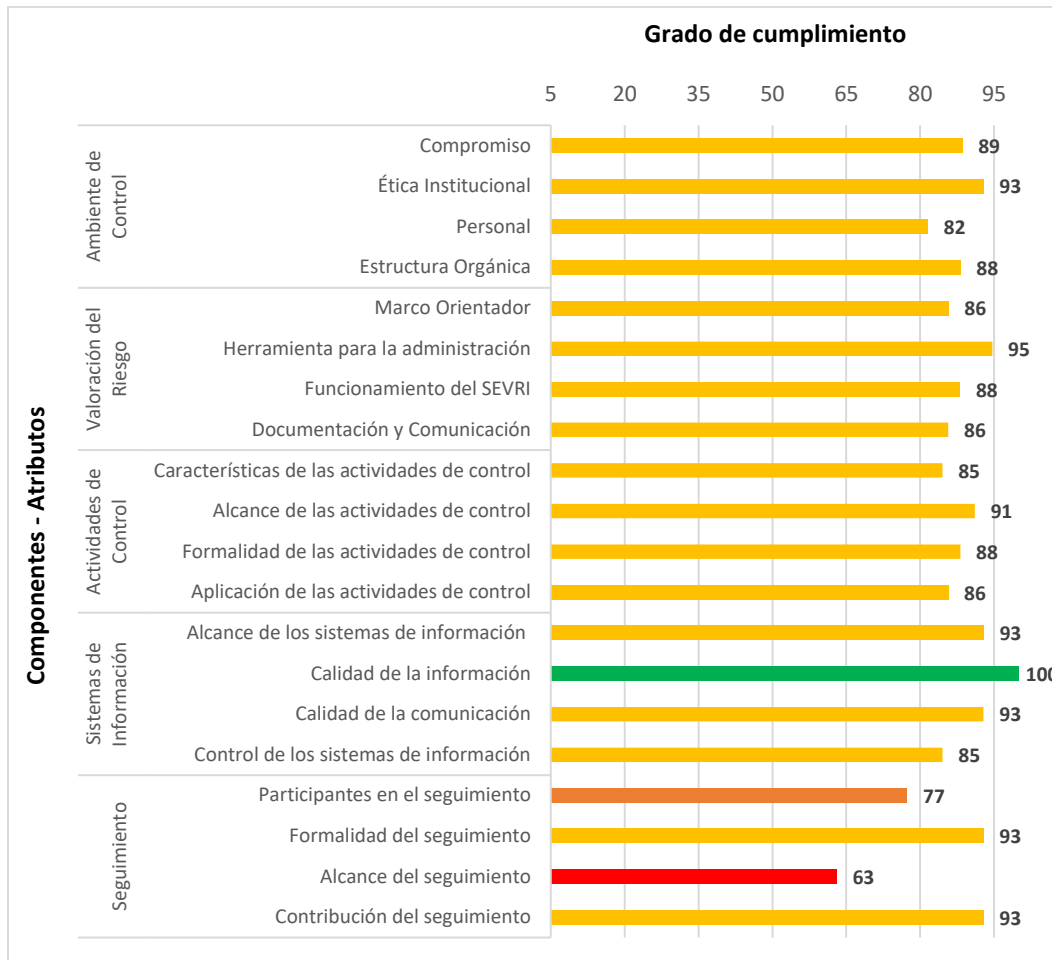 Grado de cumplimiento
5 20 35 50 65 80 95
Componentes - Atributos
Ambiente de
Control
Compromiso 89
Ética Institucional 93
Personal 82
Estructura Orgánica 88
Valoración del
Riesgo
Marco Orientador 86
Herramienta para la administración 95
Funcionamiento del SEVRI 88
Documentación y Comunicación 86
Actividades de
Control
Características de las actividades de control 85
Alcance de las actividades de control 91
Formalidad de las actividades de control 88
Aplicación de las actividades de control 86
Sistemas de
Información
Alcance de los sistemas de información 93
Calidad de la información 100
Calidad de la comunicación 93
Control de los sistemas de información 85
Seguimiento
Participantes en el seguimiento 77
Formalidad del seguimiento 93
Alcance del seguimiento 63
Contribución del seguimiento 93